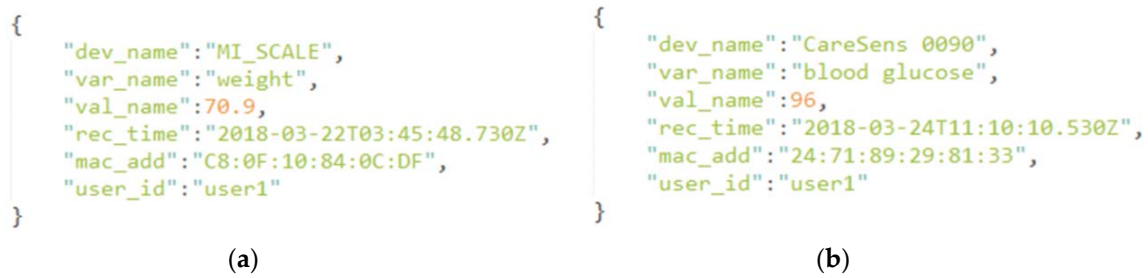 {
"dev_name":"MI_SCALE",
"var_name":"weight",
"val_name":70.9,
"rec_time":"2018-03-22T03:45:48.730Z",
"mac_add":"C8:0F:10:84:0C:DF",
"user_id":"user1"
}
(a)
{
"dev_name":"CareSens 0090",
"var_name":"blood glucose",
"val_name":96,
"rec_time":"2018-03-24T11:10:10.530Z",
"mac_add":"24:71:89:29:81:33",
"user_id":"user1"
}
(b)